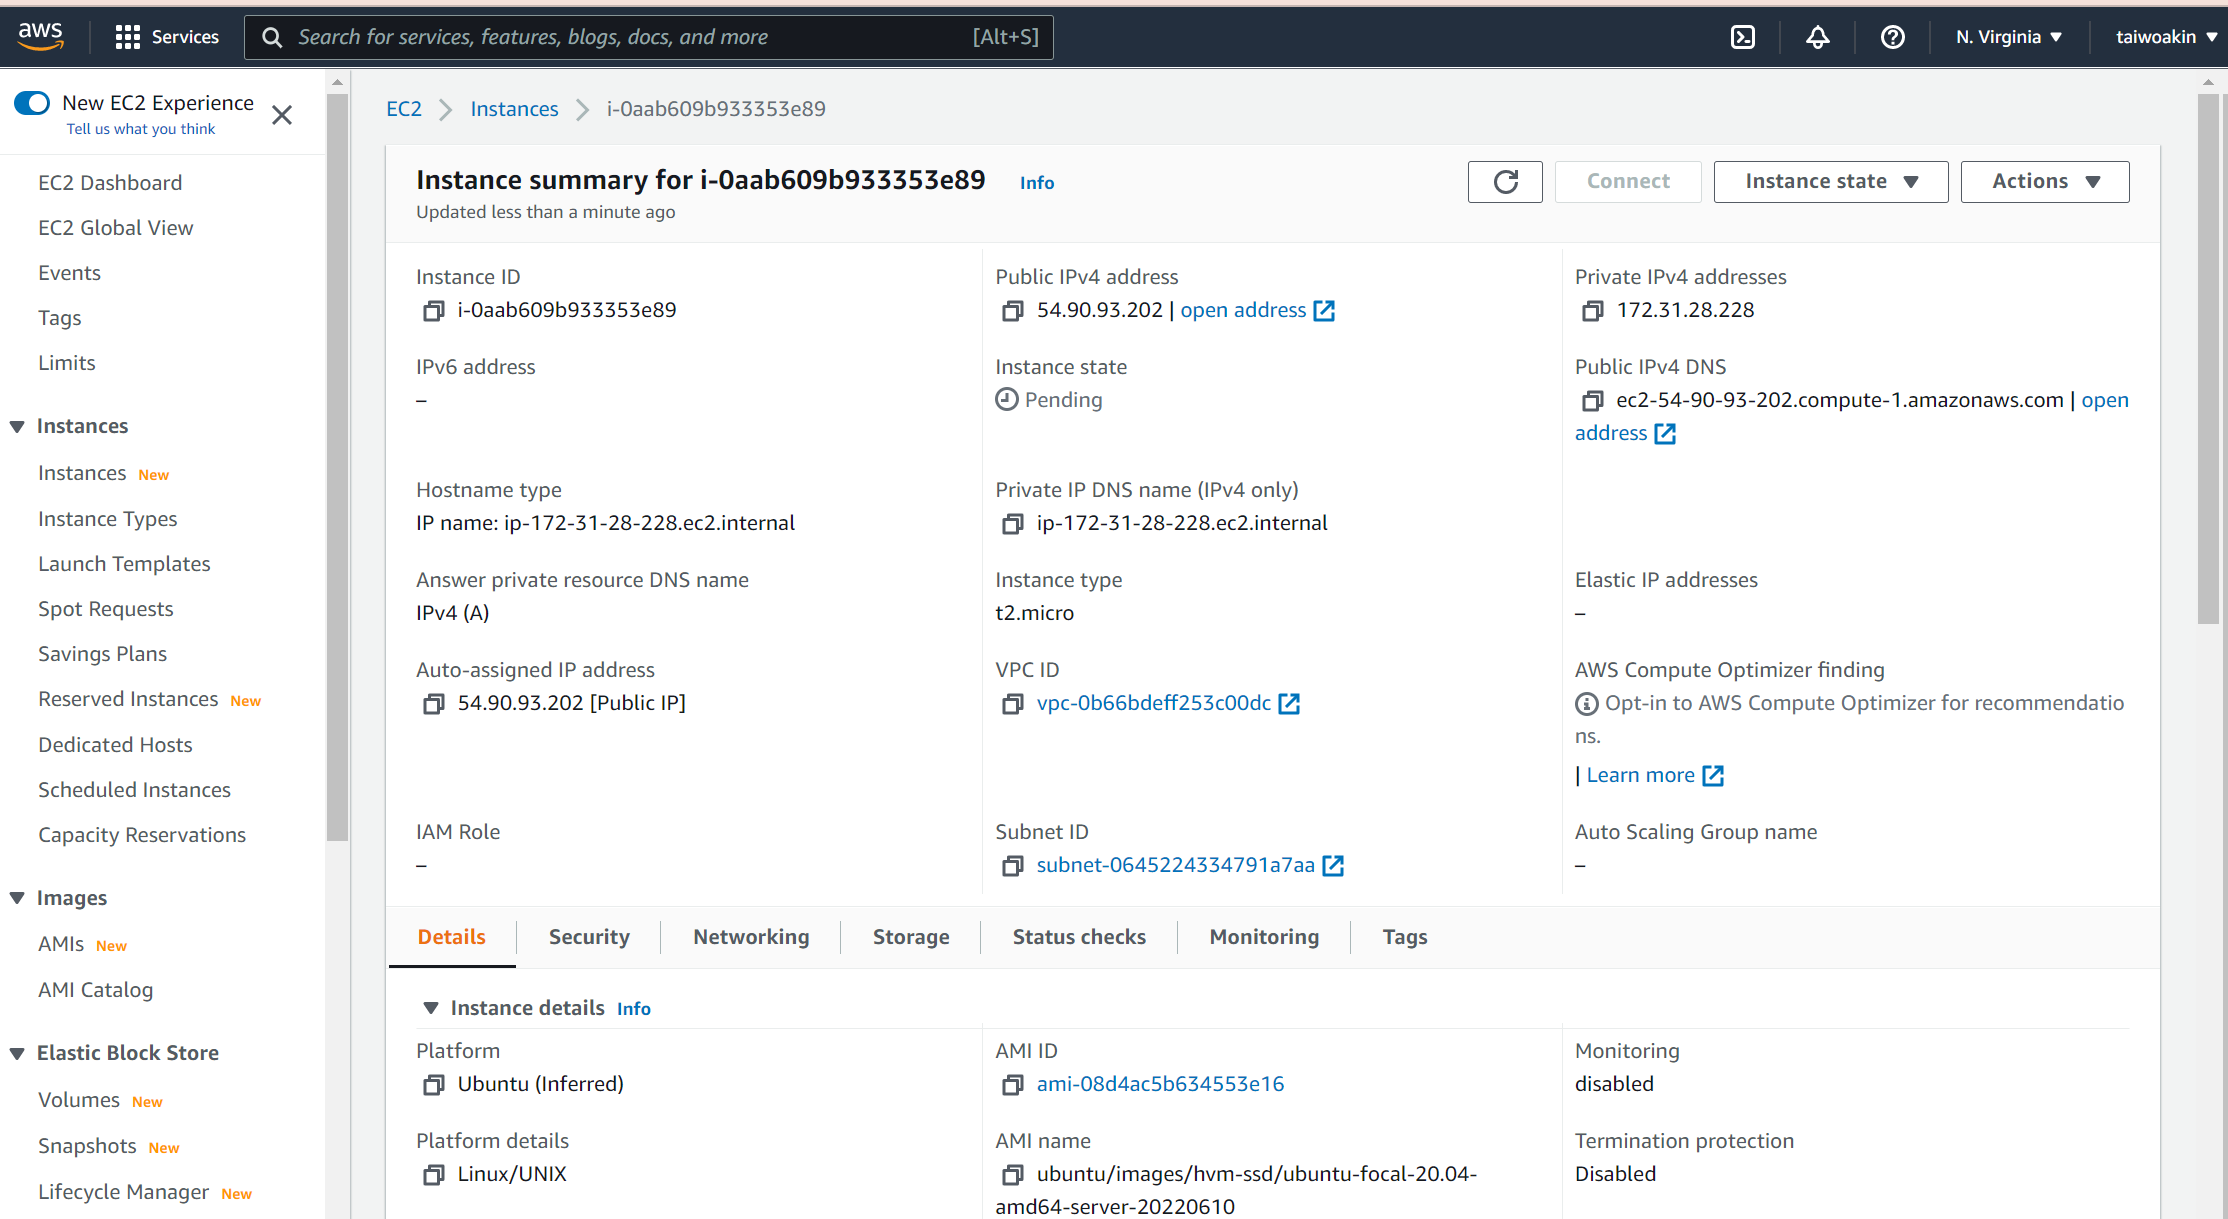 aws
Services
Search for services, features, blogs, docs, and more
[Alt+S]
N. Virginia
taiwoakin
New EC2 Experience
Tell us what you think
EC2 Dashboard
EC2 Global View
Events
Tags
Limits
Instances
Instances New
Instance Types
Launch Templates
Spot Requests
Savings Plans
Reserved Instances New
Dedicated Hosts
Scheduled Instances
Capacity Reservations
Images
AMIs New
AMI Catalog
Elastic Block Store
Volumes New
Snapshots New
Lifecycle Manager New
EC2 Instances i-0aab609b933353e89
Instance summary for i-0aab609b933353e89 Info
Updated less than a minute ago
Connect
Instance state
Actions
Instance ID
i-0aab609b933353e89
Public IPv4 address
54.90.93.202 | open address
Private IPv4 addresses
172.31.28.228
IPv6 address
–
Instance state
Pending
Public IPv4 DNS
ec2-54-90-93-202.compute-1.amazonaws.com | open
address
Hostname type
IP name: ip-172-31-28-228.ec2.internal
Private IP DNS name (IPv4 only)
ip-172-31-28-228.ec2.internal
Answer private resource DNS name
IPv4 (A)
Instance type
t2.micro
Elastic IP addresses
–
Auto-assigned IP address
54.90.93.202 [Public IP]
VPC ID
vpc-0b66bdeff253c00dc
AWS Compute Optimizer finding
Opt-in to AWS Compute Optimizer for recommendatio
ns.
| Learn more
IAM Role
–
Subnet ID
subnet-0645224334791a7aa
Auto Scaling Group name
–
Details
Security
Networking
Storage
Status checks
Monitoring
Tags
Instance details Info
Platform
Ubuntu (Inferred)
AMI ID
ami-08d4ac5b634553e16
Monitoring
disabled
Platform details
Linux/UNIX
AMI name
ubuntu/images/hvm-ssd/ubuntu-focal-20.04-
amd64-server-20220610
Termination protection
Disabled